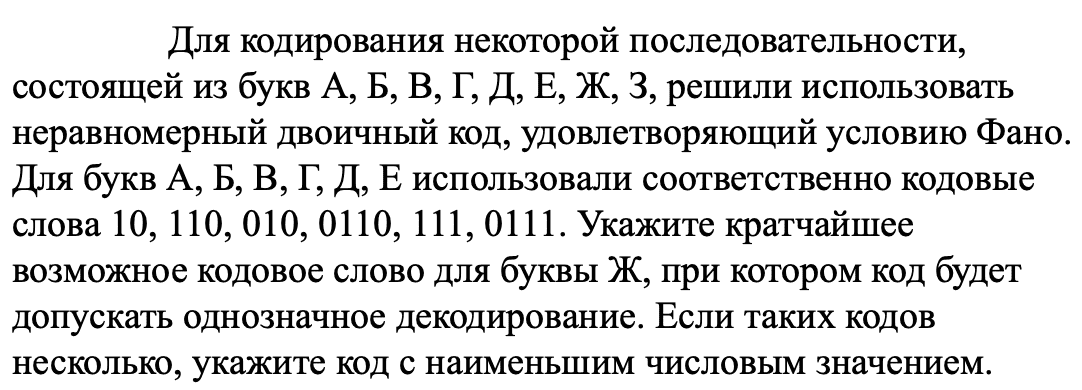 Для кодирования некоторой последовательности,
состоящей из букв А, Б, В, Г, Д, Е, Ж, З, решили использовать
неравномерный двоичный код, удовлетворяющий условию Фано.
Для букв А, Б, В, Г, Д, Е использовали соответственно кодовые
слова 10, 110, 010, 0110, 111, 0111. Укажите кратчайшее
возможное кодовое слово для буквы Ж, при котором код будет
допускать однозначное декодирование. Если таких кодов
несколько, укажите код с наименьшим числовым значением.